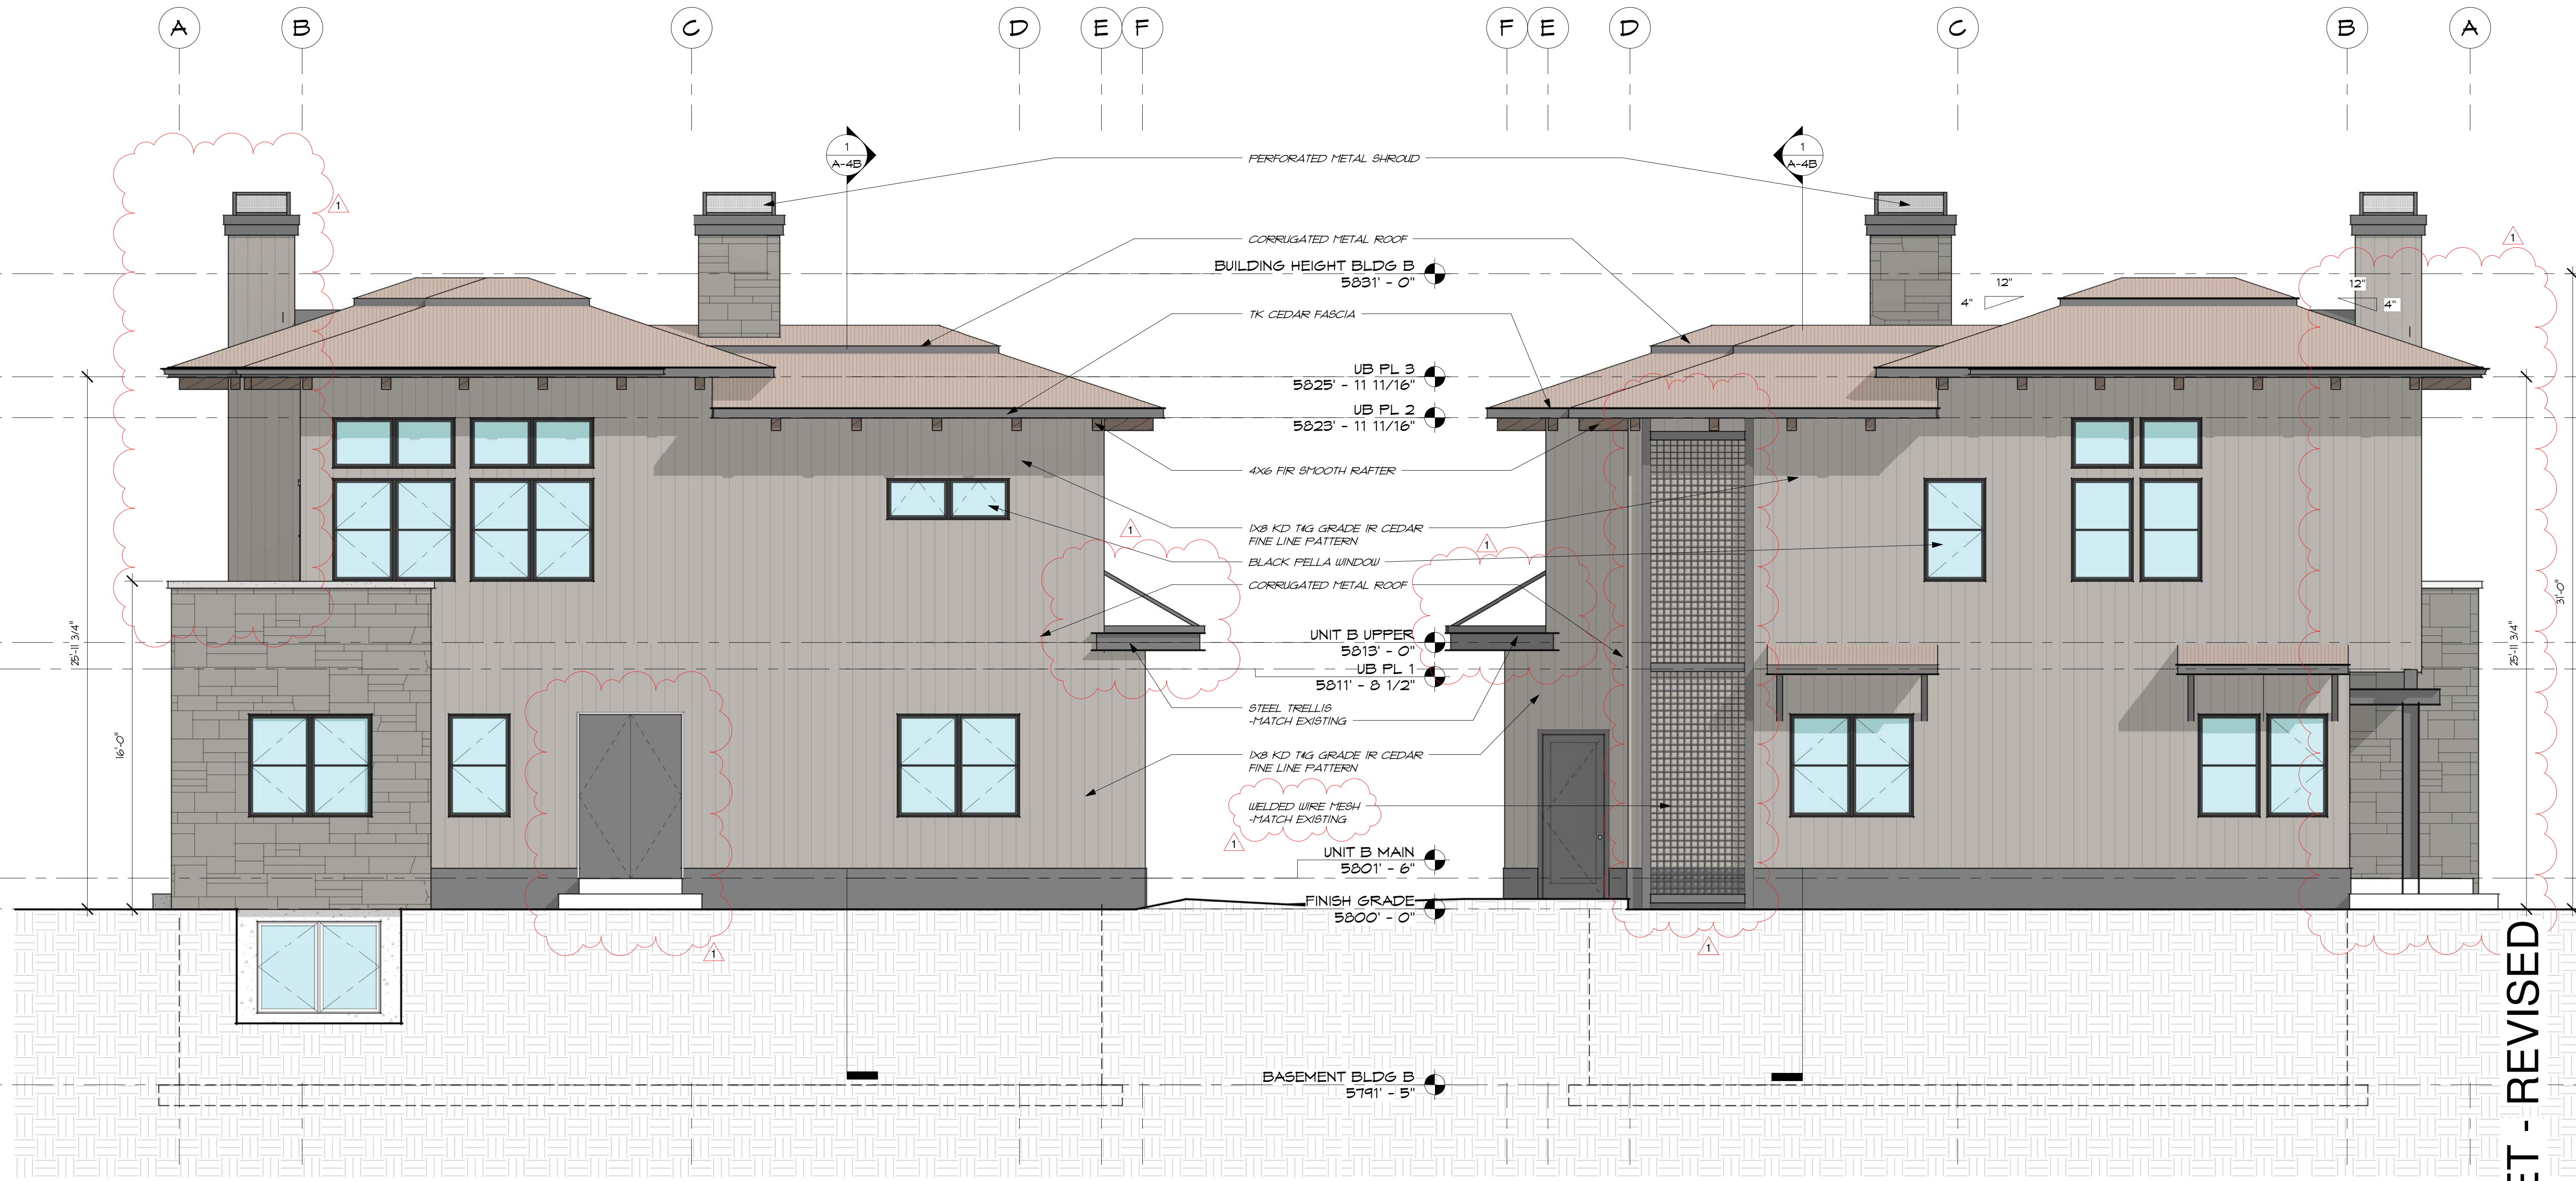 A B C D E F F E D C B A
1
A-4B
1
A-4B
PERFORATED METAL SHROUD
1
1
CORRUGATED METAL ROOF
BUILDING HEIGHT BLDG B
5831' - 0"
12"
4"
12"
4"
TK CEDAR FASCIA
UB PL 3
5825' - 11 11/16"
UB PL 2
5823' - 11 11/16"
4X6 FIR SMOOTH RAFTER
1X8 KD T&G GRADE IR CEDAR
FINE LINE PATTERN
1
1
BLACK PELLA WINDOW
CORRUGATED METAL ROOF
31'-0"
25'-11 3/4"
25'-11 3/4"
UNIT B UPPER
5813' - 0"
UB PL 1
5811' - 8 1/2"
STEEL TRELLIS
-MATCH EXISTING
16'-0"
1X8 KD T&G GRADE IR CEDAR
FINE LINE PATTERN
WELDED WIRE MESH
-MATCH EXISTING
1
UNIT B MAIN
5801' - 6"
FINISH GRADE
5800' - 0"
1
1
BASEMENT BLDG B
5791' - 5"
ET - REVISED